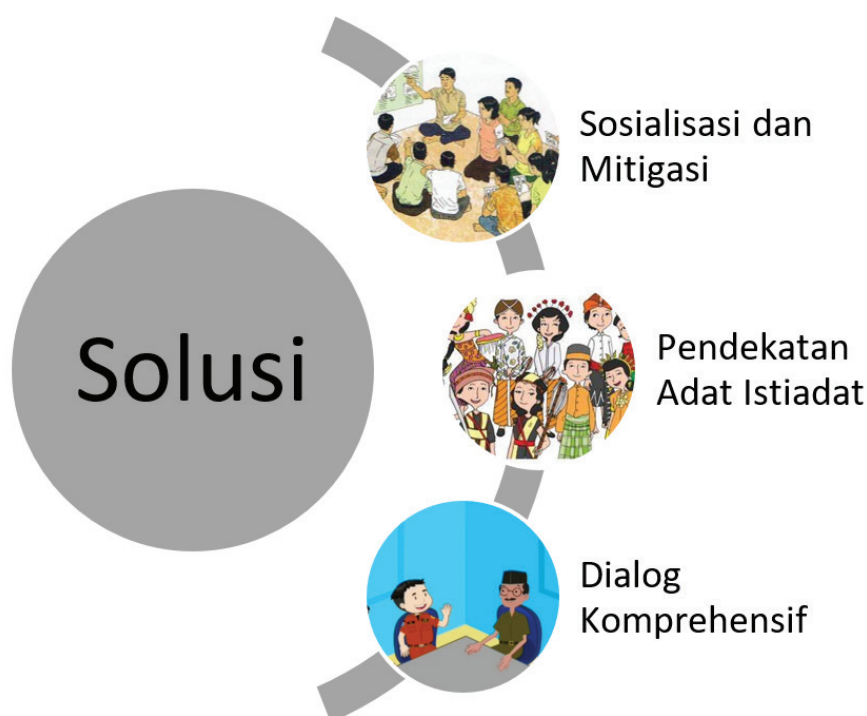 Solusi
Sosialisasi dan
Mitigasi
Pendekatan
Adat Istiadat
Dialog
Komprehensif